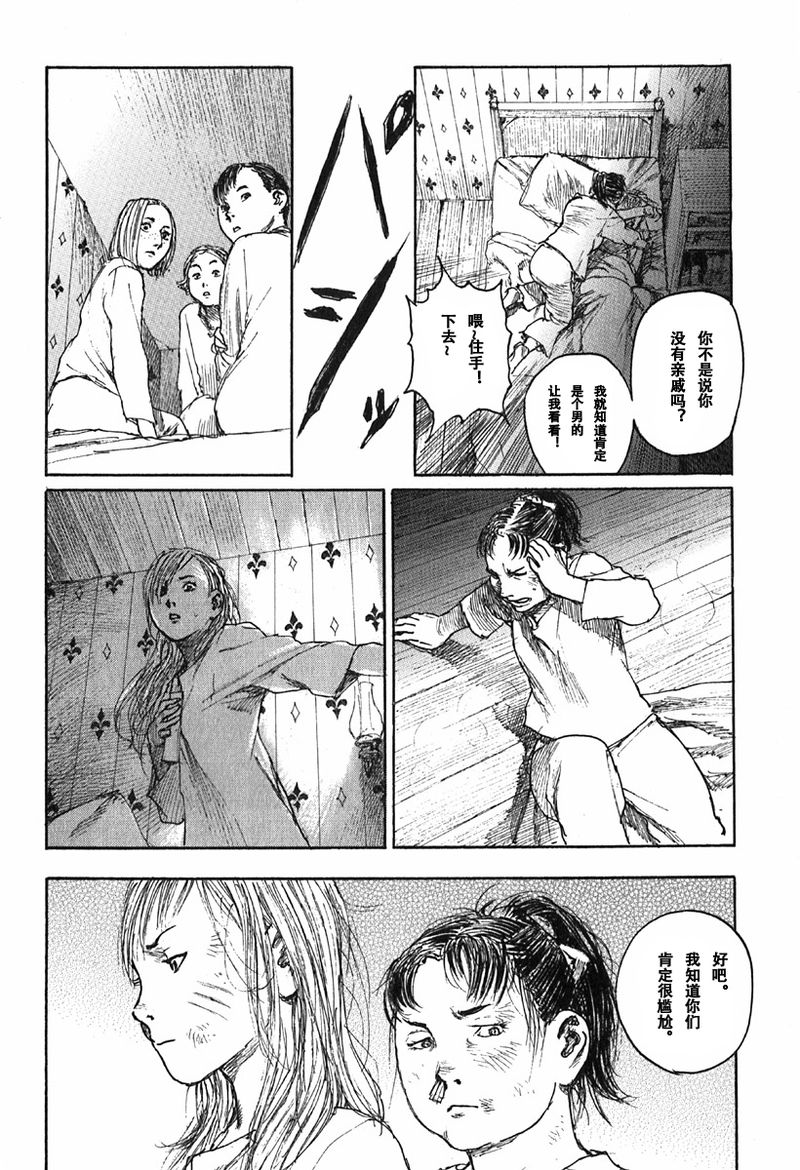 你不是说你
没有亲戚吗？
我就知道肯定
是个男的
让我看看！
喂~住手！
下去~
パシッ
好吧。
我知道你们
肯定很尴尬。